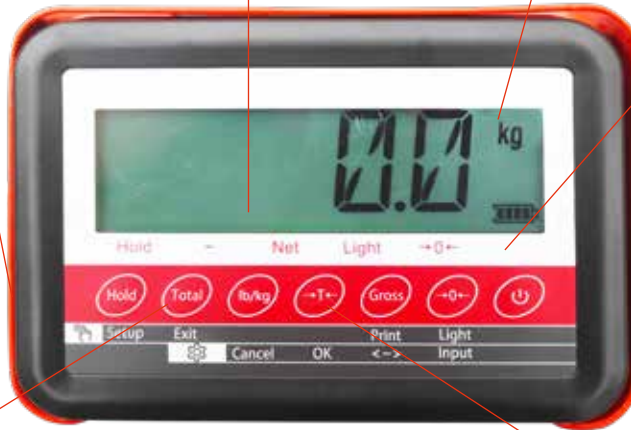 0.0 kg
Hold - Net Light →0←
Hold Total lb/kg →T← Gross →0←
Setup Exit Print Light
Cancel OK <-> Input